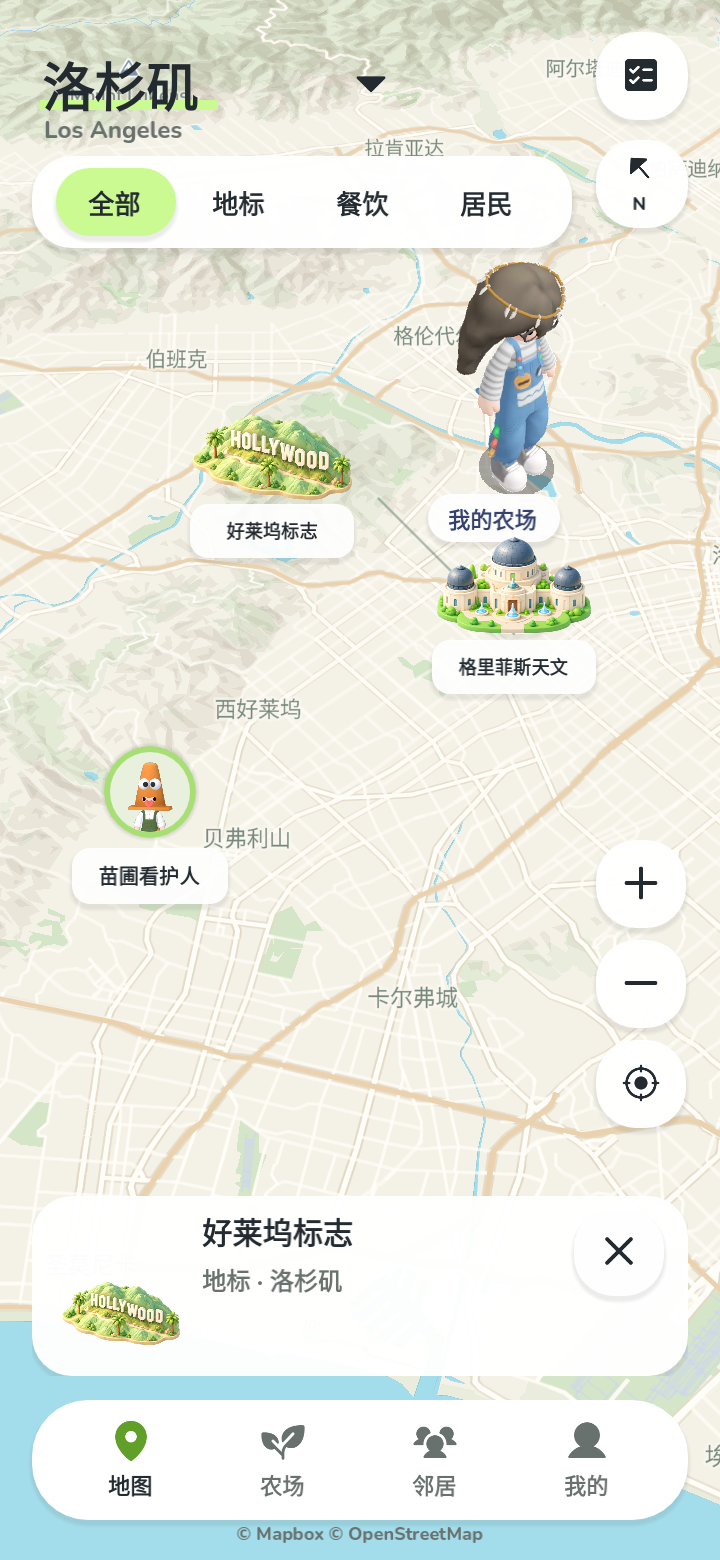 洛杉矶
Los Angeles
阿尔塔
拉肯亚达
N
全部
地标
餐饮
居民
格伦代尔
伯班克
HOLLYWOOD
好莱坞标志
我的农场
格里菲斯天文
西好莱坞
贝弗利山
苗圃看护人
卡尔弗城
好莱坞标志
地标 · 洛杉矶
HOLLYWOOD
地图
农场
邻居
我的
© Mapbox © OpenStreetMap